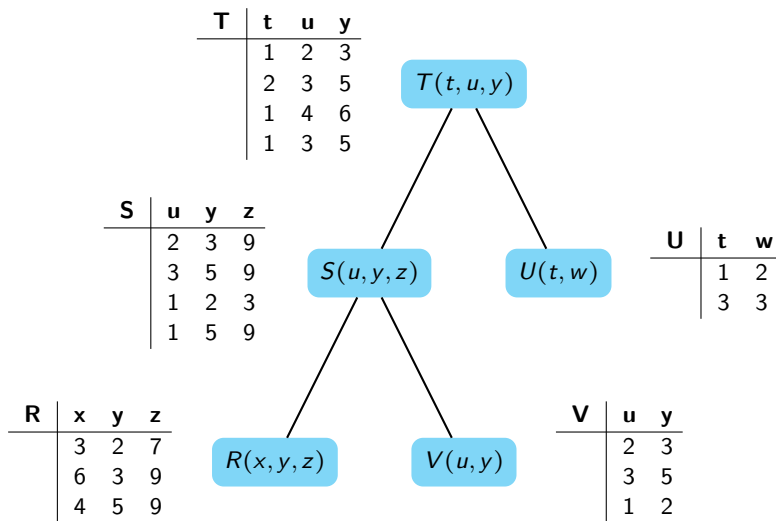 T t u y
1 2 3
2 3 5
1 4 6
1 3 5
T(t, u, y)
S u y z
2 3 9
3 5 9
1 2 3
1 5 9
S(u, y, z)
U(t, w)
U t w
1 2
3 3
R x y z
3 2 7
6 3 9
4 5 9
R(x, y, z)
V(u, y)
V u y
2 3
3 5
1 2